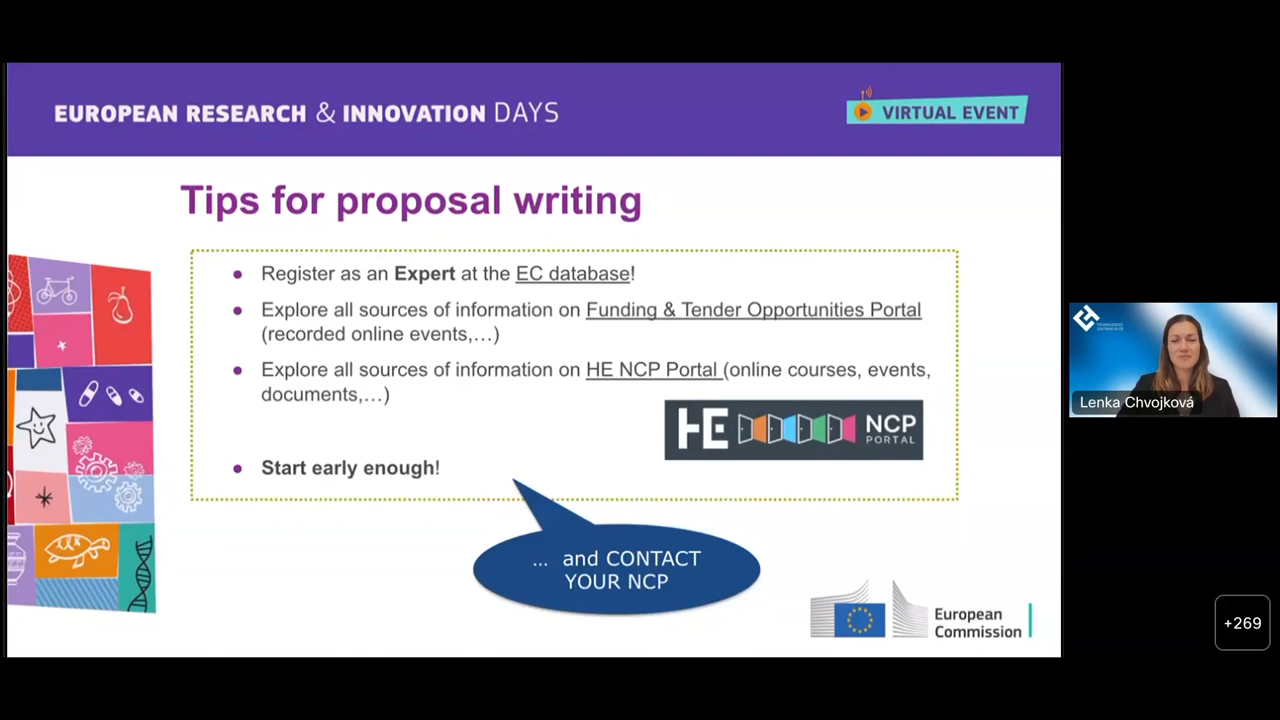 EUROPEAN RESEARCH & INNOVATION DAYS
VIRTUAL EVENT
Tips for proposal writing
● Register as an Expert at the EC database!
● Explore all sources of information on Funding & Tender Opportunities Portal
(recorded online events,…)
● Explore all sources of information on HE NCP Portal (online courses, events,
documents,…)
HE NCP
PORTAL
● Start early enough!
... and CONTACT
YOUR NCP
European
Commission
Lenka Chvojková
+269